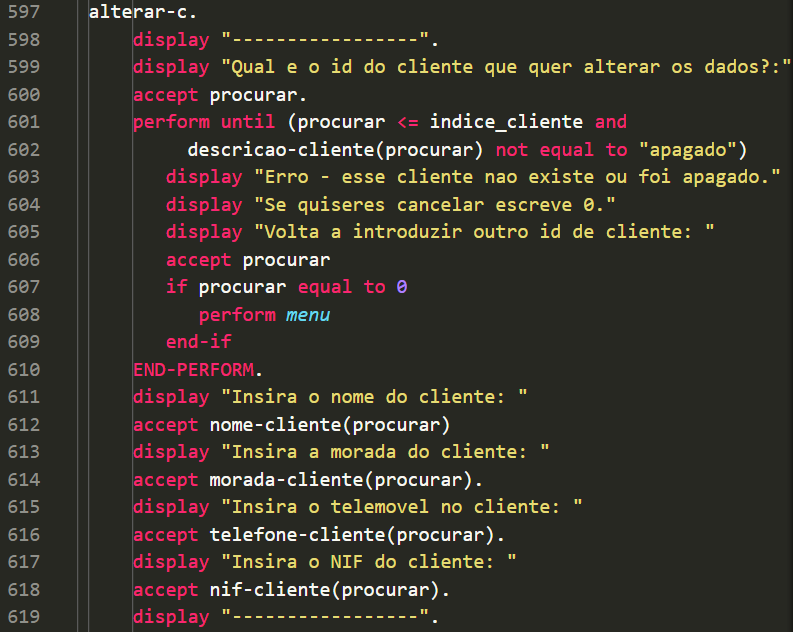 597 alterar-c.
598 display "-----------------".
599 display "Qual e o id do cliente que quer alterar os dados?:"
600 accept procurar.
601 perform until (procurar <= indice_cliente and
602 descricao-cliente(procurar) not equal to "apagado")
603 display "Erro - esse cliente nao existe ou foi apagado."
604 display "Se quiseres cancelar escreve 0."
605 display "Volta a introduzir outro id de cliente: "
606 accept procurar
607 if procurar equal to 0
608 perform menu
609 end-if
610 END-PERFORM.
611 display "Insira o nome do cliente: "
612 accept nome-cliente(procurar)
613 display "Insira a morada do cliente: "
614 accept morada-cliente(procurar).
615 display "Insira o telemovel no cliente: "
616 accept telefone-cliente(procurar).
617 display "Insira o NIF do cliente: "
618 accept nif-cliente(procurar).
619 display "-----------------".